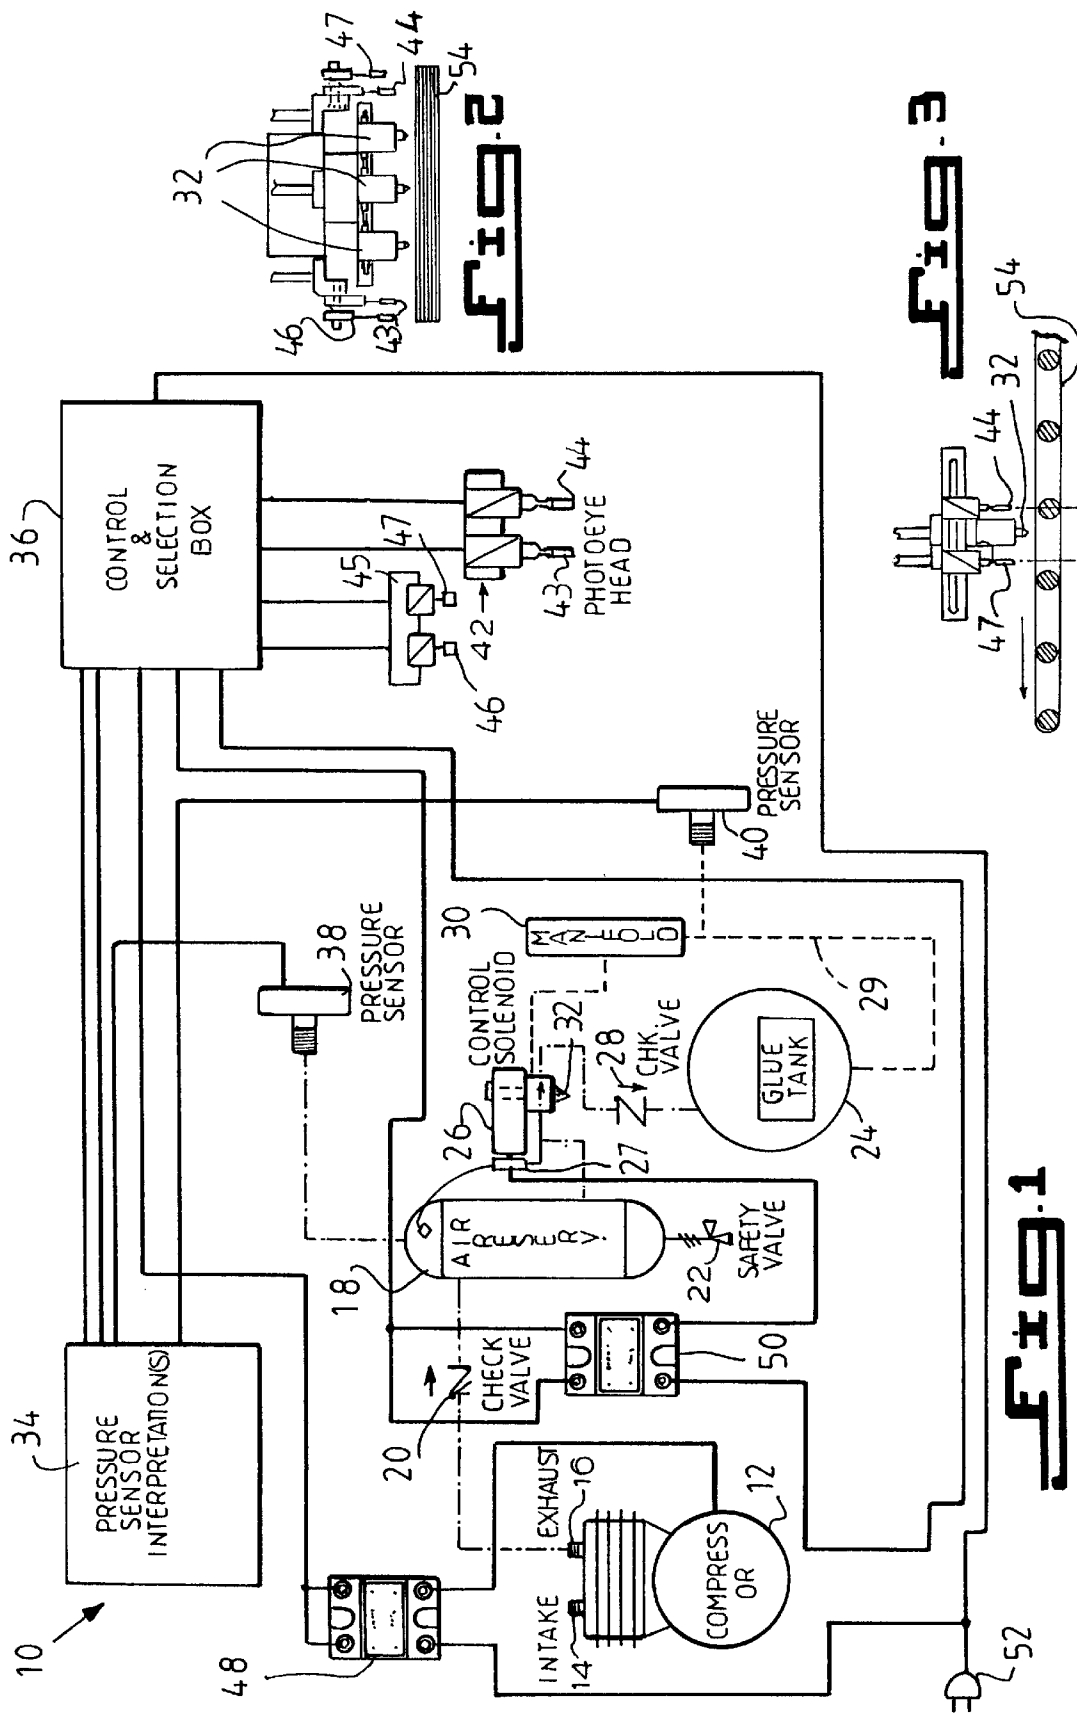 10
34
PRESSURE
SENSOR
INTERPRETATION(S)
36
CONTROL
&
SELECTION
BOX
38
PRESSURE
SENSOR
40
PRESSURE
SENSOR
45
46
47
42
43
44
PHOTOEYE
HEAD
48
INTAKE
14
EXHAUST
16
COMPRESS
OR
12
20
CHECK
VALVE
50
18
AIR
RESERV.
22
SAFETY
VALVE
26
CONTROL
SOLENOID
27
32
28
CHK.
VALVE
30
MANIFOLD
29
GLUE
TANK
24
52
Fig.1
32
46
43
47
44
54
Fig.2
47
32
44
54
Fig.3